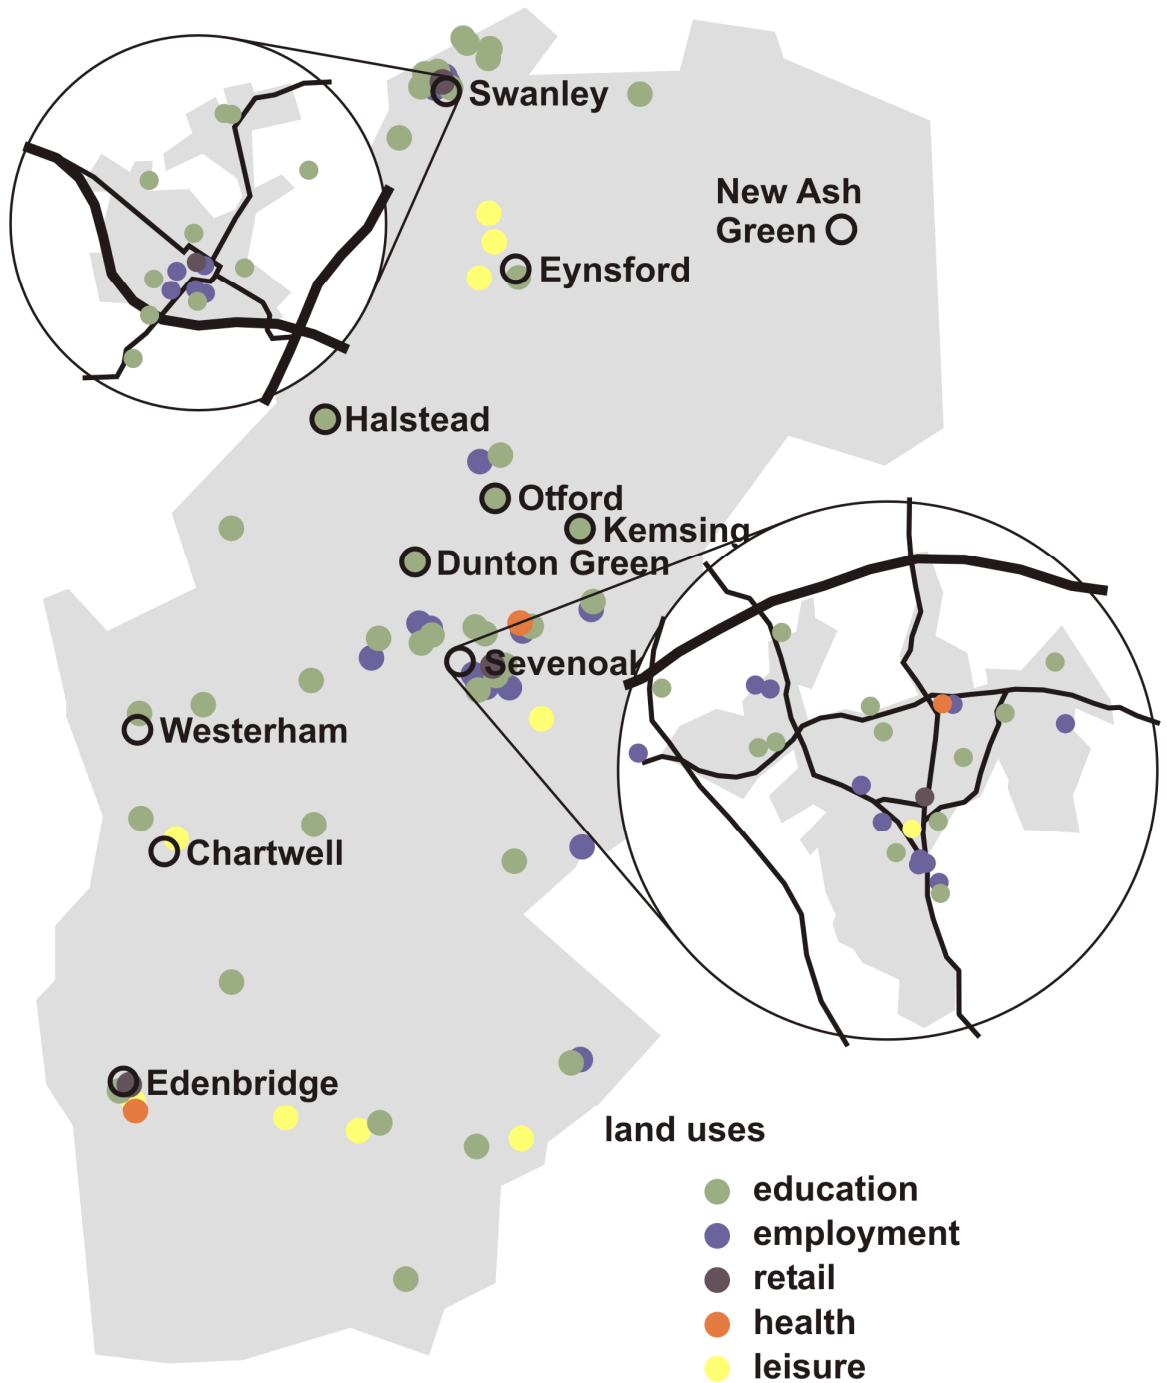 Swanley
New Ash
Green
Eynsford
Halstead
Otford
Kemsing
Dunton Green
Sevenoak
Westerham
Chartwell
Edenbridge
land uses
education
employment
retail
health
leisure